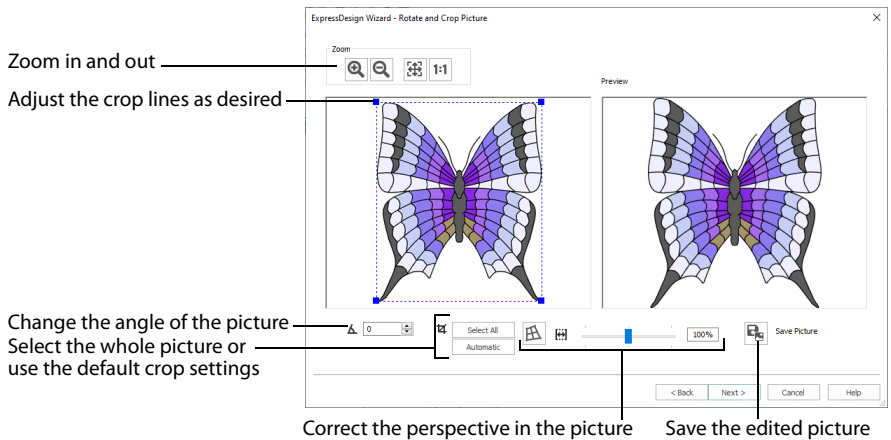 ExpressDesign Wizard - Rotate and Crop Picture
Zoom
Zoom in and out
1:1
Preview
Adjust the crop lines as desired
Change the angle of the picture
0
Select All
100%
Save Picture
Select the whole picture or
use the default crop settings
Automatic
< Back
Next >
Cancel
Help
Correct the perspective in the picture
Save the edited picture